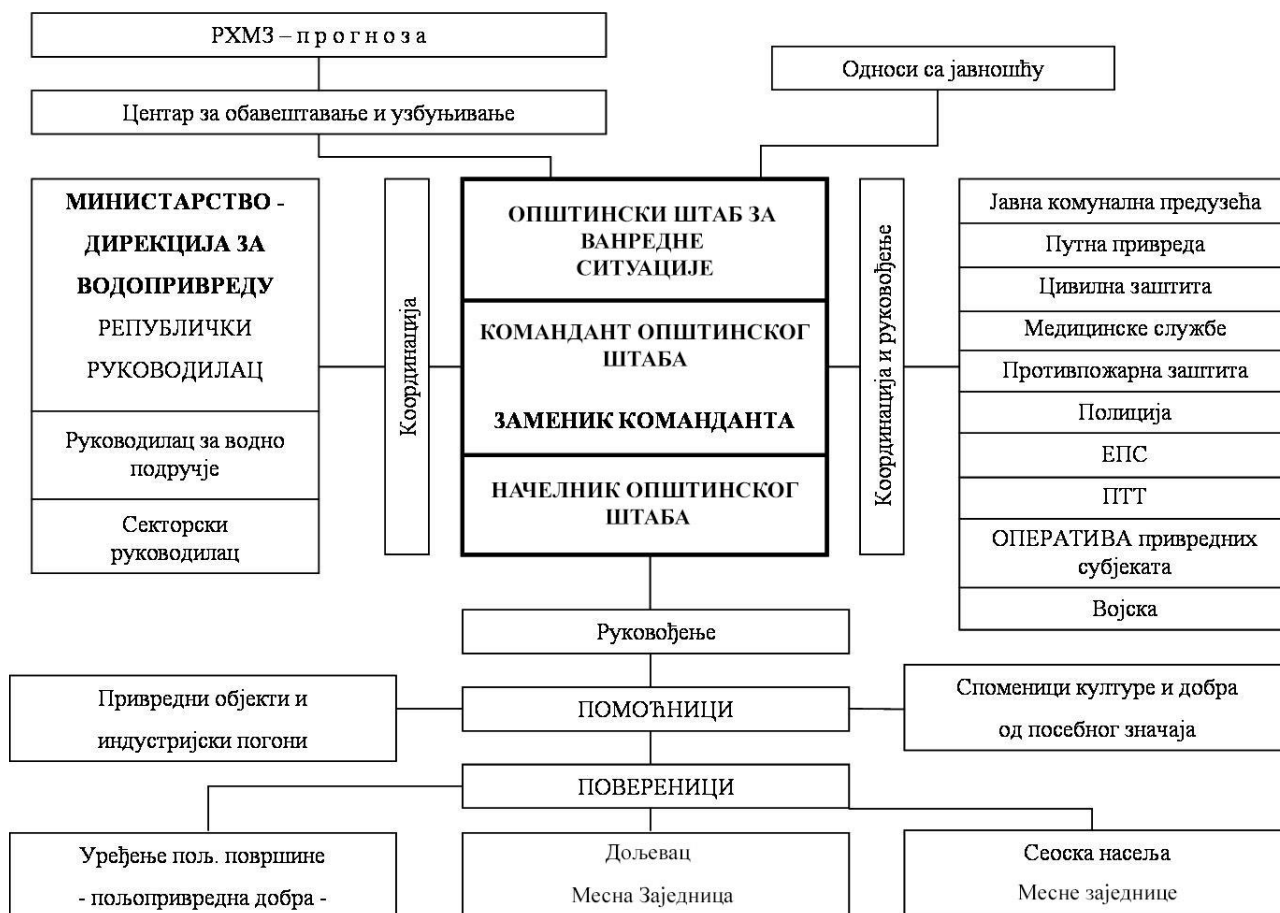 РХМЗ – п р о г н о з а
Односи са јавношћу
Центар за обавештавање и узбуњивање
МИНИСТАРСТВО -
ДИРЕКЦИЈА ЗА
ВОДОПРИВРЕДУ
РЕПУБЛИЧКИ
РУКОВОДИЛАЦ
Руководилац за водно
подручје
Секторски
руководилац
Координација
ОПШТИНСКИ ШТАБ ЗА
ВАНРЕДНЕ
СИТУАЦИЈЕ
КОМАНДАНТ ОПШТИНСКОГ
ШТАБА
ЗАМЕНИК КОМАНДАНТА
НАЧЕЛНИК ОПШТИНСКОГ
ШТАБА
Координација и руковођење
Јавна комунална предузећа
Путна привреда
Цивилна заштита
Медицинске службе
Противпожарна заштита
Полиција
ЕПС
ПТТ
ОПЕРАТИВА привредних
субјеката
Војска
Руковођење
Привредни објекти и
индустријски погони
ПОМОЋНИЦИ
Споменици културе и добра
од посебног значаја
ПОВЕРЕНИЦИ
Уређење пољ. површине
- пољопривредна добра -
Дољевац
Месна Заједница
Сеоска насеља
Месне заједнице